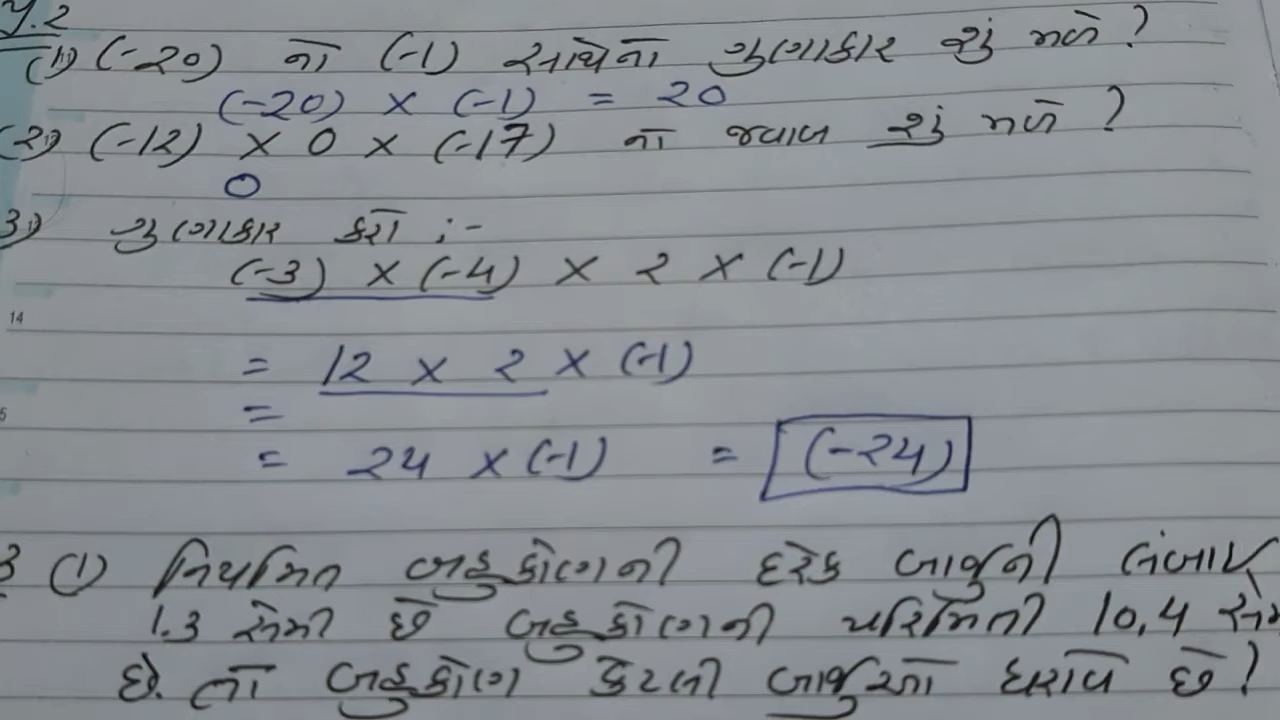 પ્ર.2
(1) (-20) નો (-1) સાથેનો ગુણાકાર શું મળે ?
(-20) × (-1) = 20
(2) (-12) × 0 × (-17) નો જવાબ શું મળે ?
0
3) ગુણાકાર કરો :-
(-3) × (-4) × 2 × (-1)
14
= 12 × 2 × (-1)
=
= 24 × (-1) = (-24)
3 (1) નિયમિત બહુકોણની દરેક બાજુની લંબાઈ
1.3 સેમી છે બહુકોણની પરિમિતી 10.4
છે. તો બહુકોણ કેટલી બાજુઓ ધરાવે છે ?